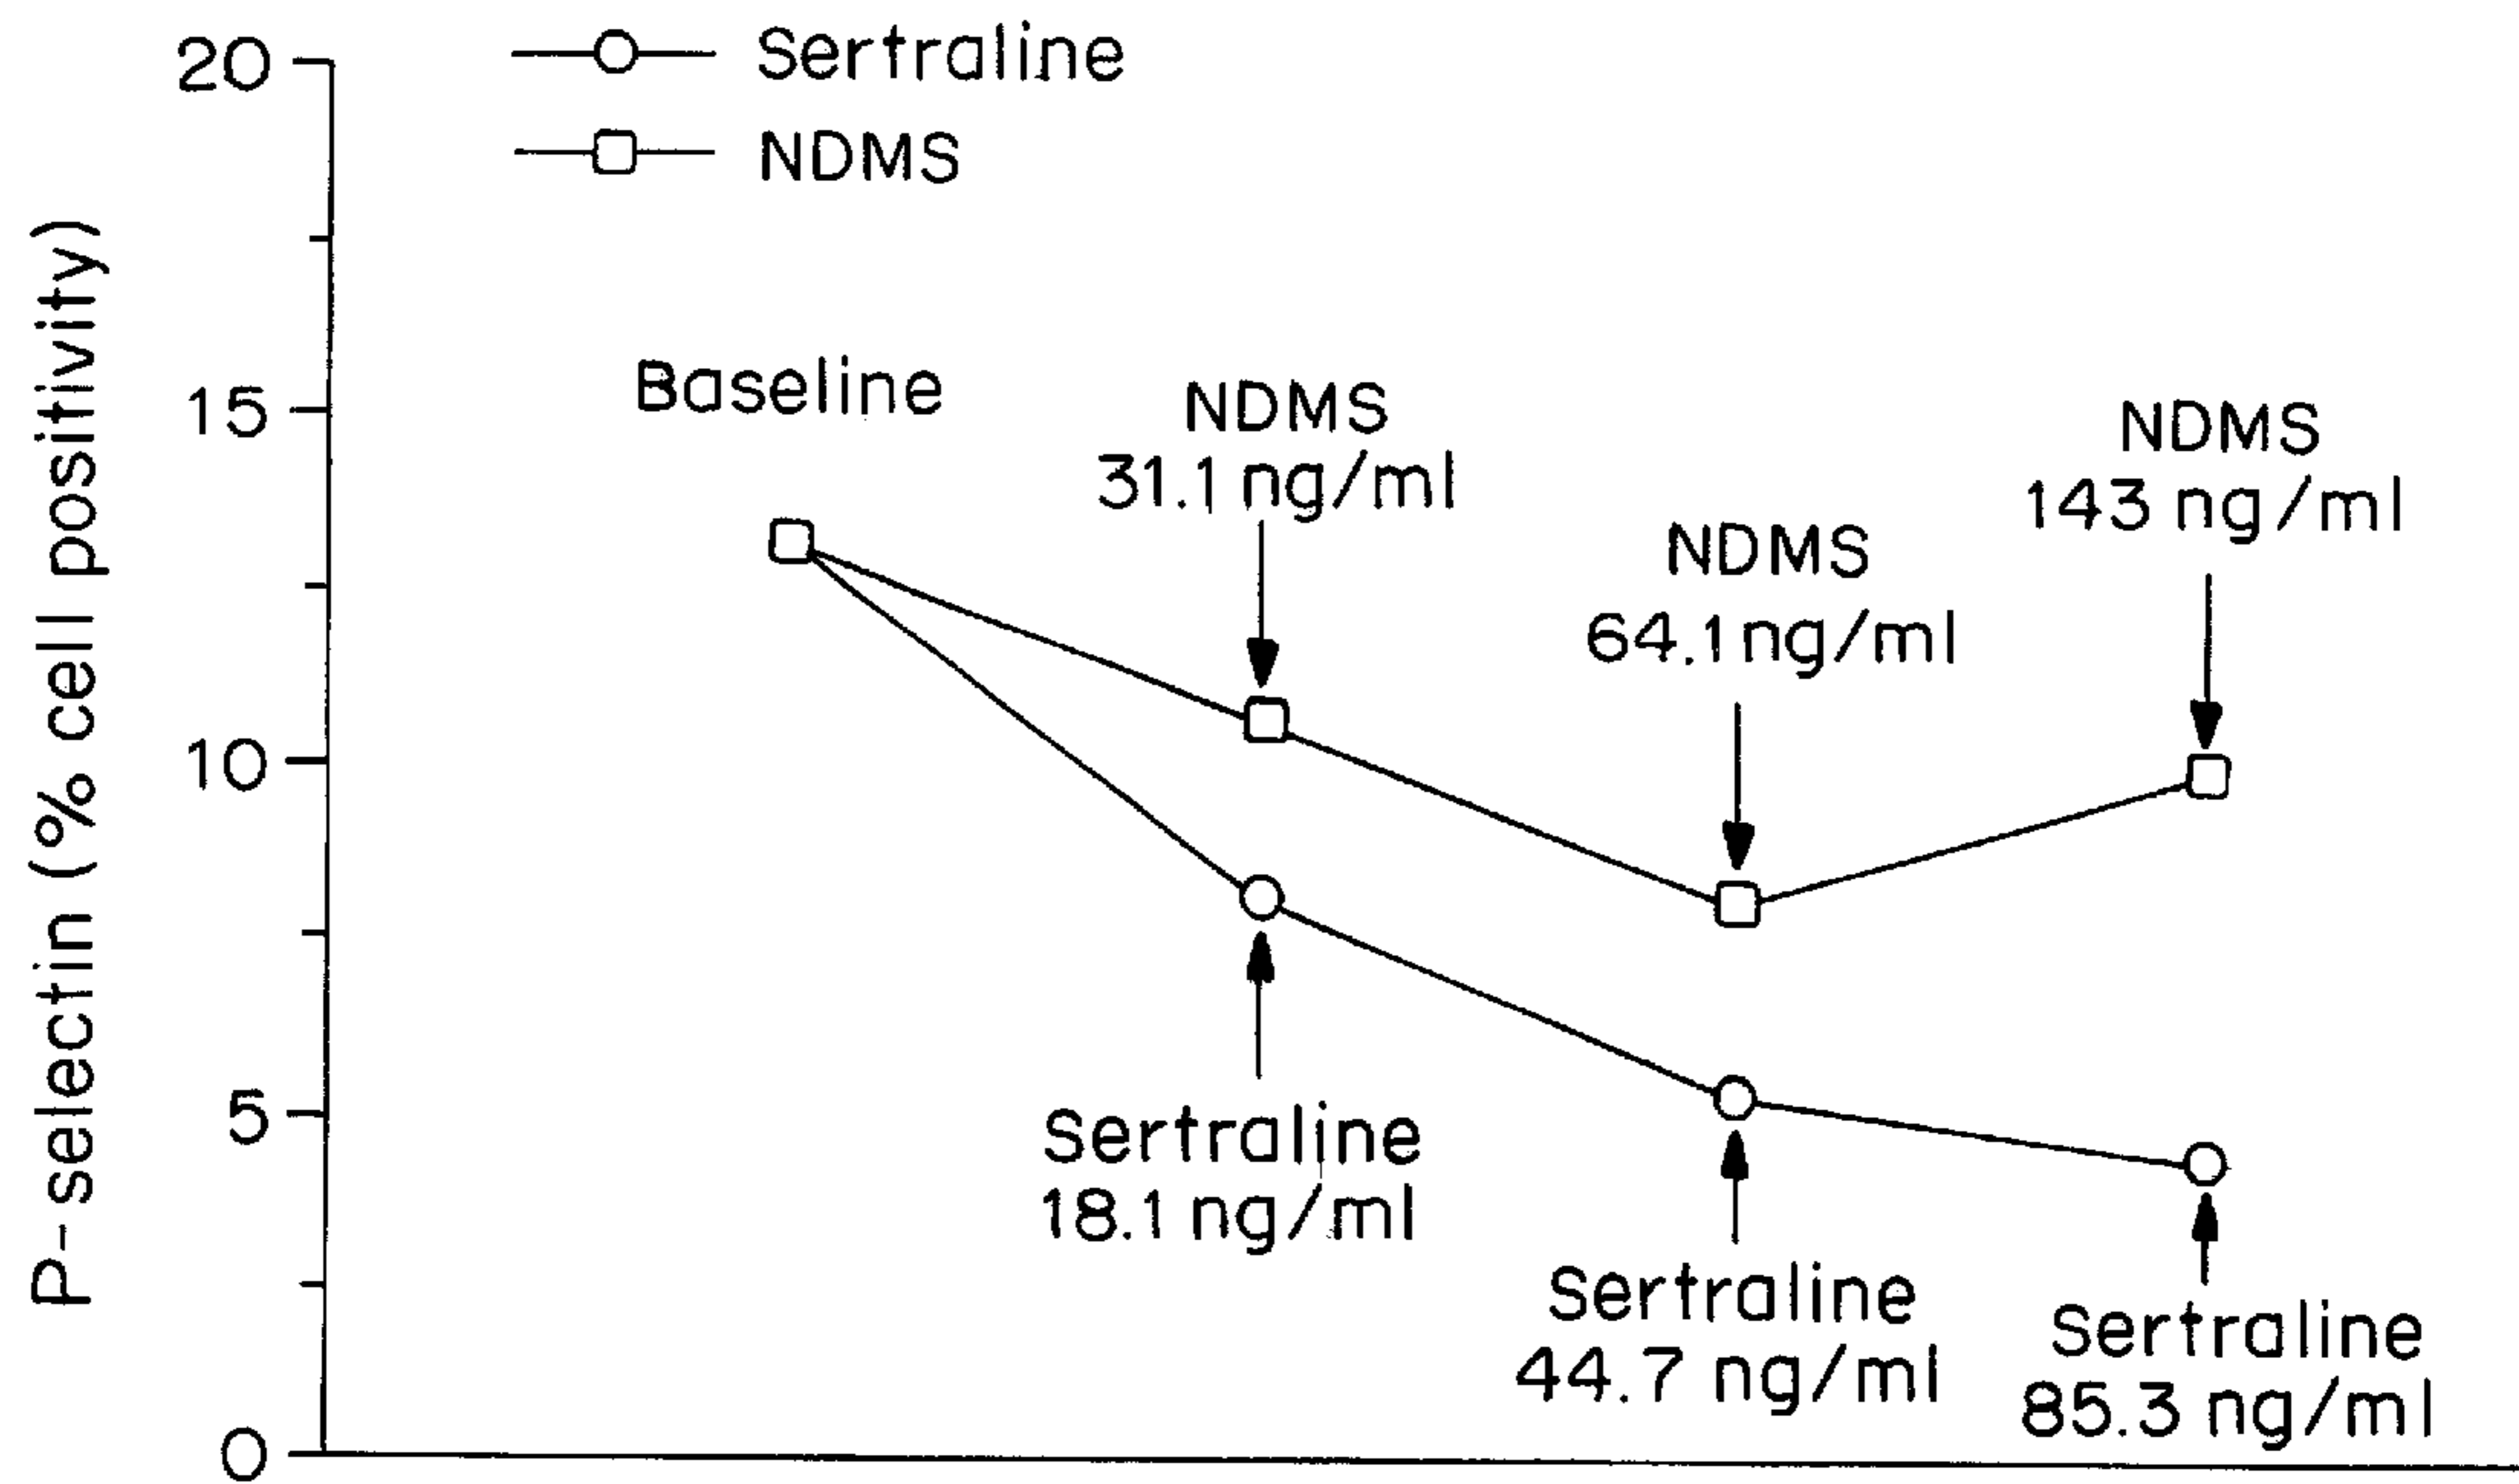 Sertraline
NDMS
P-selectin (% cell positivity)
20
15
10
5
0
Baseline
NDMS
31.1 ng/ml
NDMS
64.1 ng/ml
NDMS
143 ng/ml
Sertraline
18.1 ng/ml
Sertraline
44.7 ng/ml
Sertraline
85.3 ng/ml